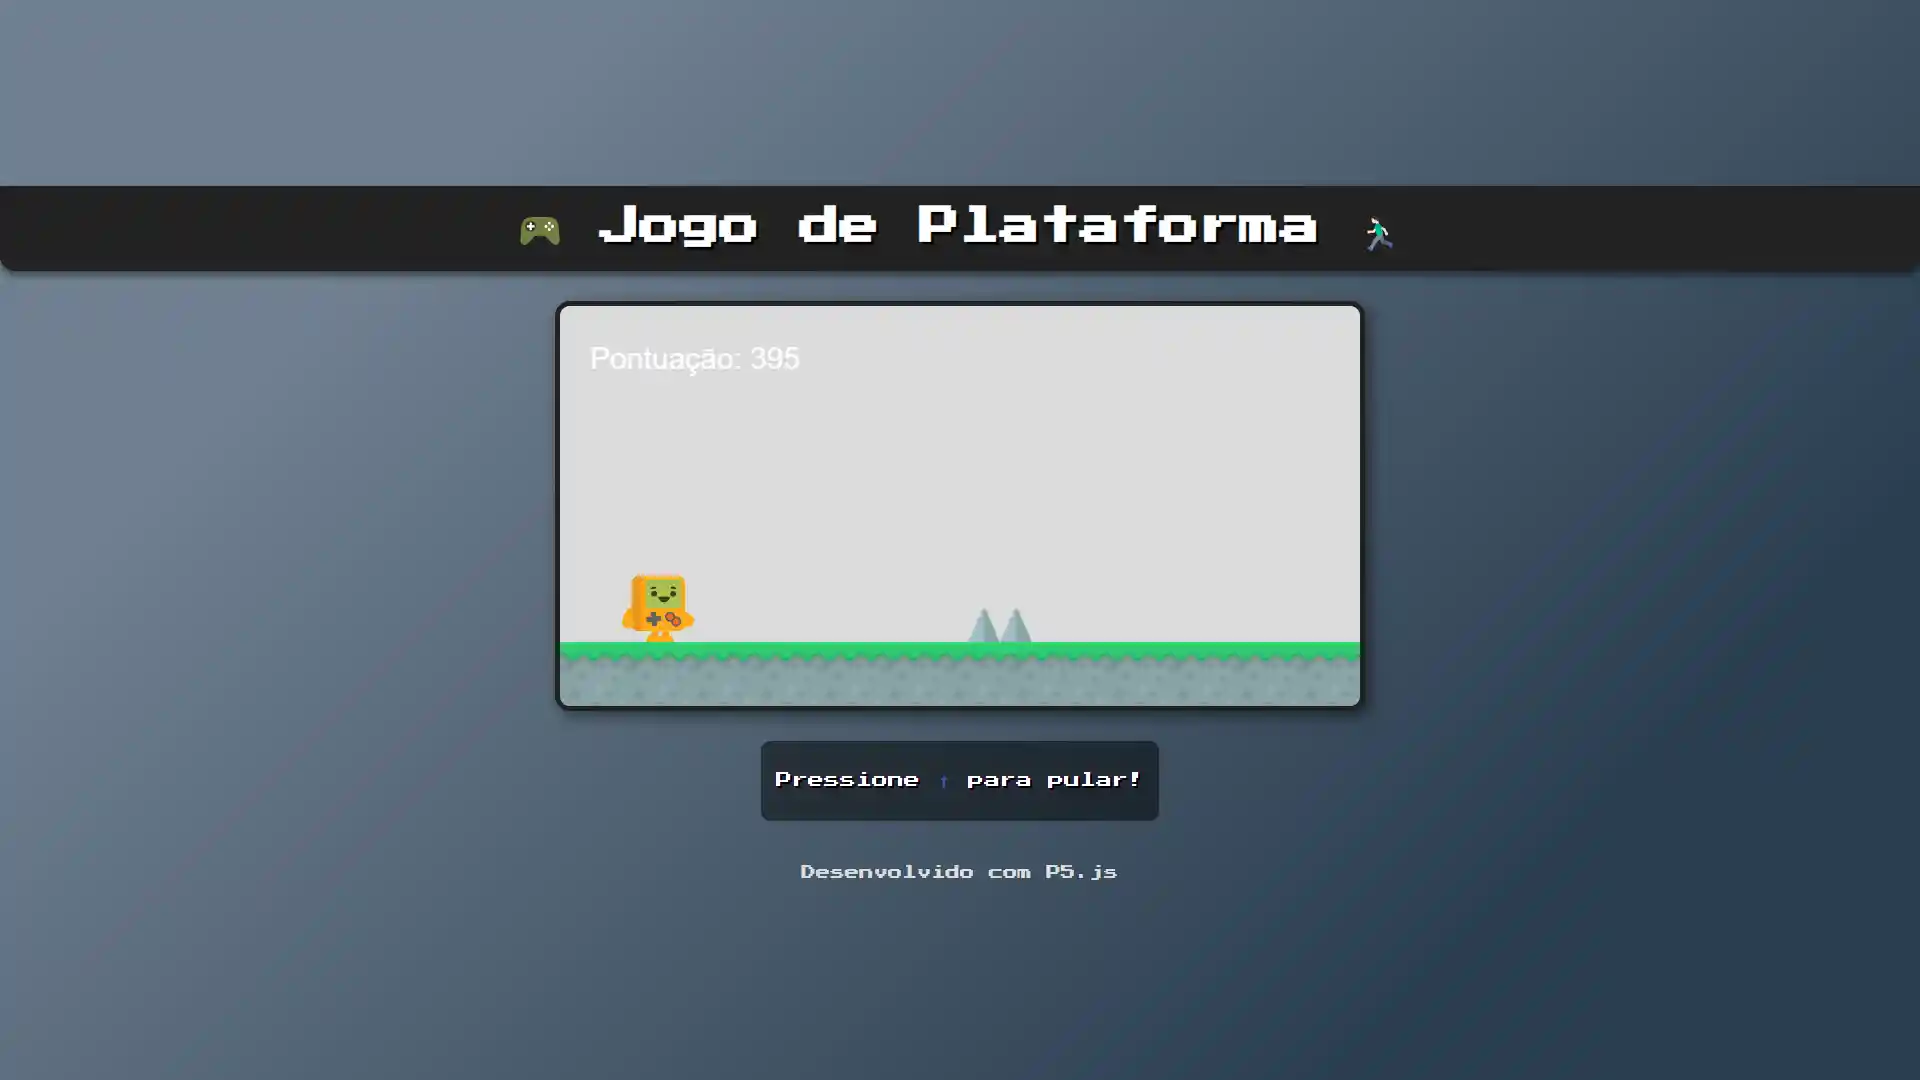 🎮 Jogo de Plataforma 🏃
Pontuação: 395
Pressione ↑ para pular!
Desenvolvido com P5.js